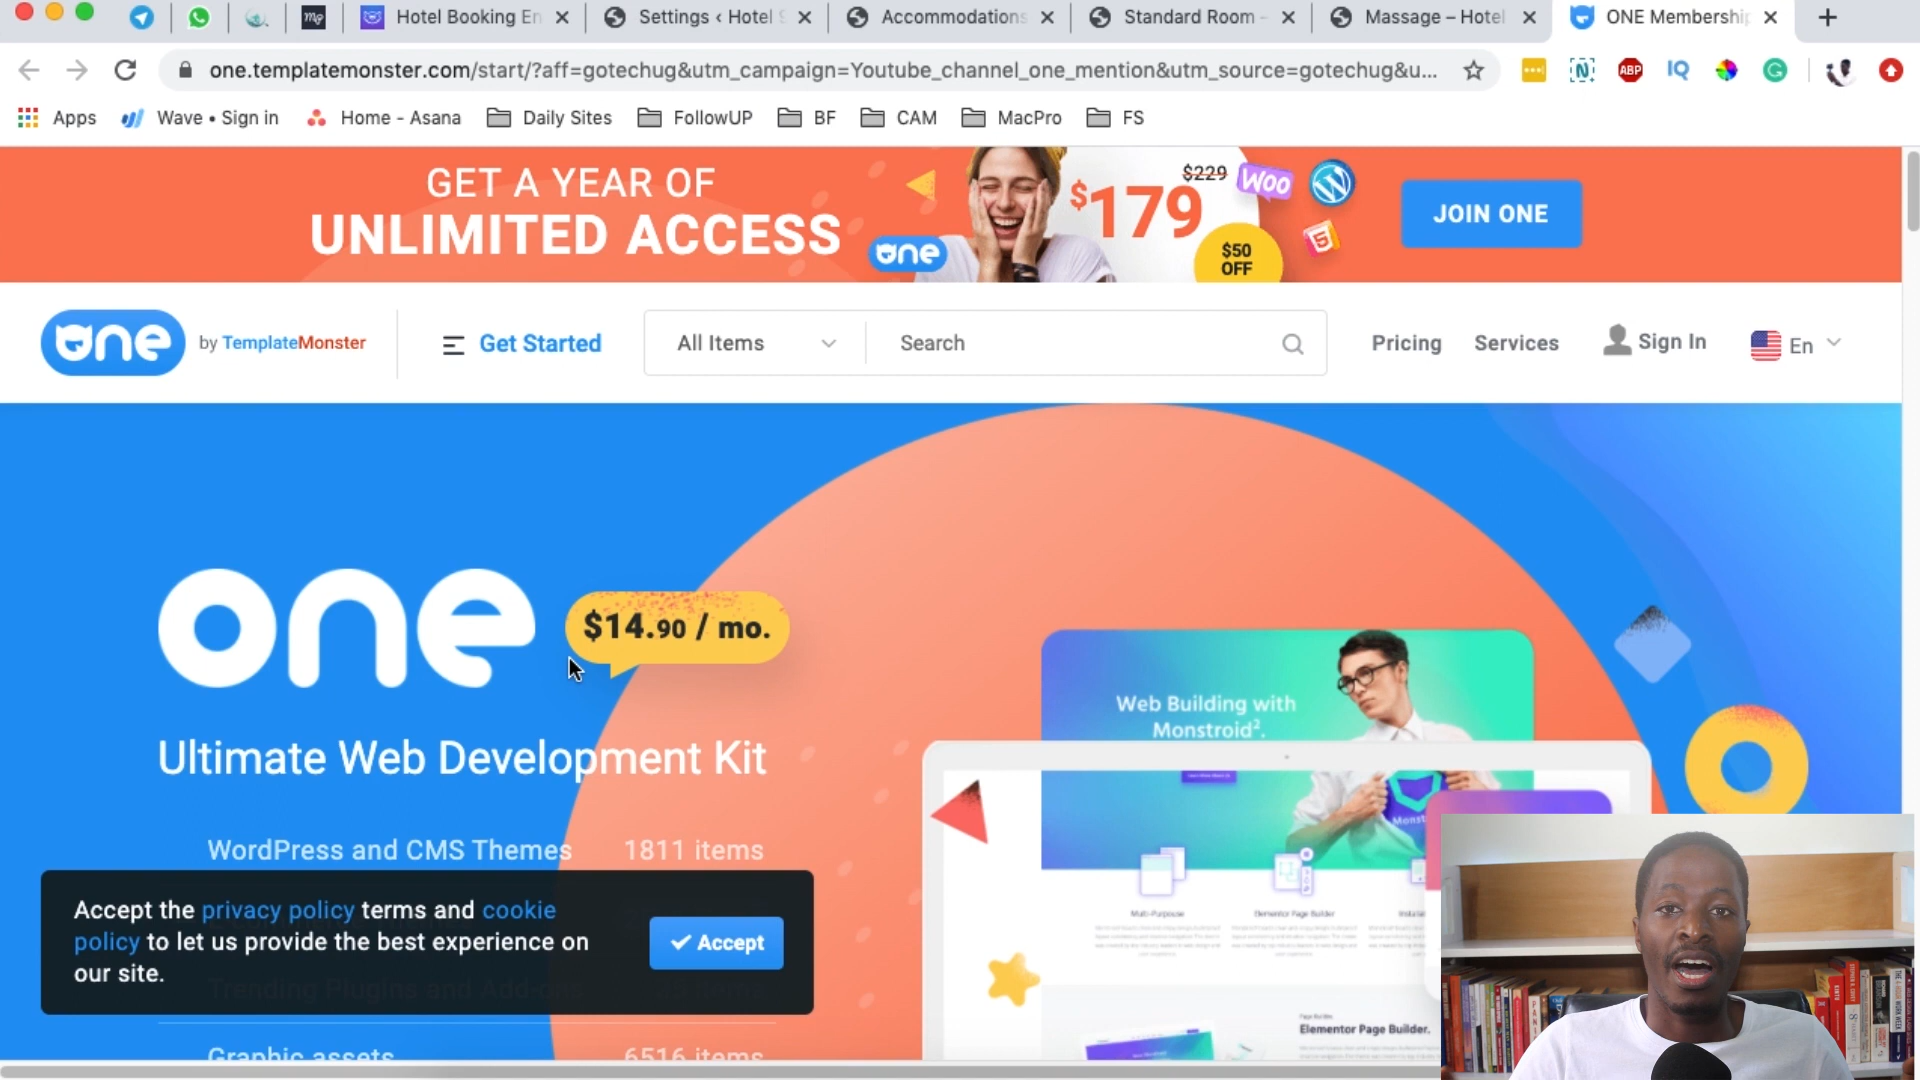 Hotel Booking En
Settings ‹ Hotel S
Accommodations
Standard Room -
Massage – Hotel
ONE Membership
one.templatemonster.com/start/?aff=gotechug&utm_campaign=Youtube_channel_one_mention&utm_source=gotechug&u...
ABP
IQ
Apps
Wave • Sign in
Home - Asana
Daily Sites
FollowUP
BF
CAM
MacPro
FS
GET A YEAR OF
UNLIMITED ACCESS
one
$179
$229
WOO
$50
OFF
JOIN ONE
one
by TemplateMonster
Get Started
All Items
Search
Pricing
Services
Sign In
En
one
$14.90 / mo.
Ultimate Web Development Kit
WordPress and CMS Themes 1811 items
Accept the privacy policy terms and cookie
policy to let us provide the best experience on
our site.
Accept
Trending Plugins and Add-ons
Graphic assets 6516 items
Web Building with
Monstroid².
Multi-Purpouse
Elementor Page Builder
Elementor Page Builder.